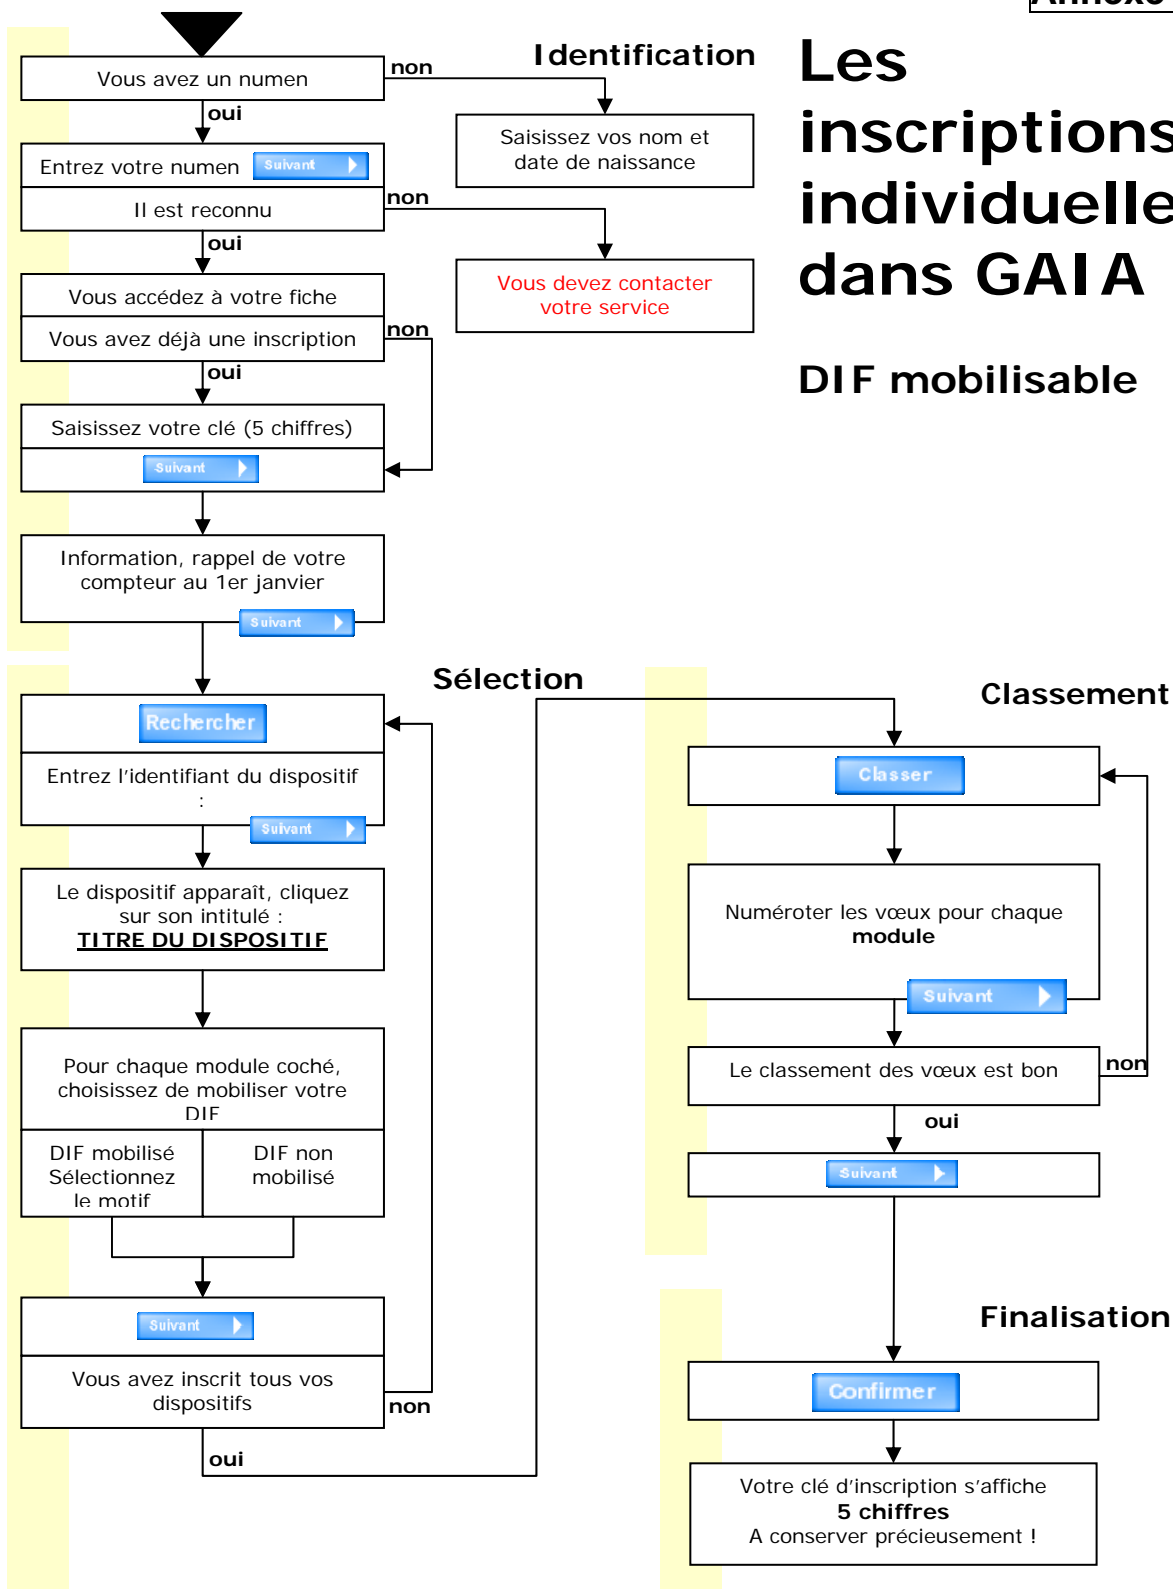 Annexe
Les
inscriptions
individuelle
dans GAIA
DIF mobilisable
Identification
Vous avez un numen
non
oui
Saisissez vos nom et
date de naissance
Entrez votre numen Suivant
Il est reconnu
non
oui
Vous devez contacter
votre service
Vous accédez à votre fiche
Vous avez déjà une inscription
non
oui
Saisissez votre clé (5 chiffres)
Suivant
Information, rappel de votre
compteur au 1er janvier
Suivant
Sélection
Rechercher
Entrez l'identifiant du dispositif
:
Suivant
Le dispositif apparaît, cliquez
sur son intitulé :
TITRE DU DISPOSITIF
Pour chaque module coché,
choisissez de mobiliser votre
DIF
DIF mobilisé
Sélectionnez
le motif
DIF non
mobilisé
Suivant
Vous avez inscrit tous vos
dispositifs
non
oui
Classement
Classer
Numéroter les vœux pour chaque
module
Suivant
Le classement des vœux est bon
non
oui
Suivant
Finalisation
Confirmer
Votre clé d'inscription s'affiche
5 chiffres
A conserver précieusement !